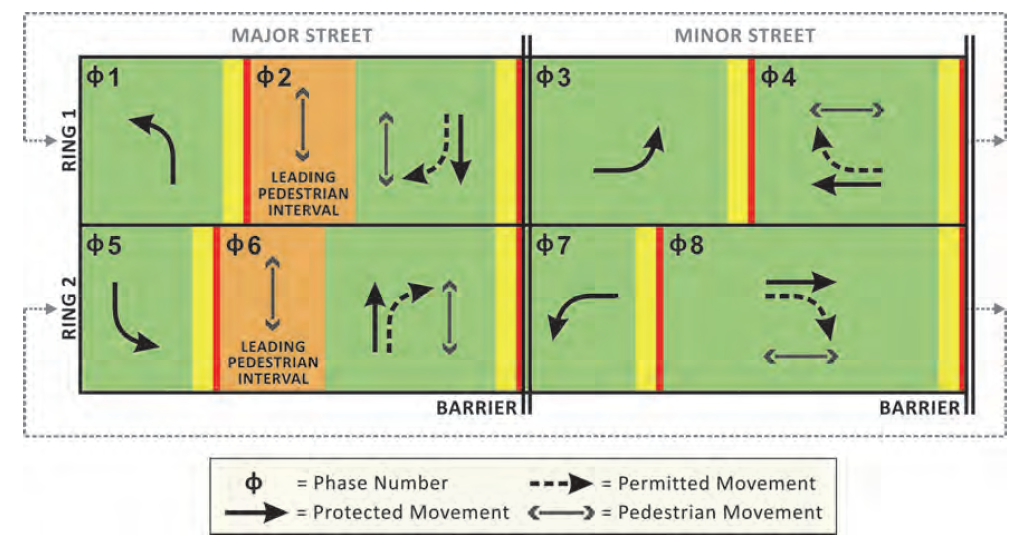 MAJOR STREET
MINOR STREET
RING 1
ϕ1
ϕ2
LEADING
PEDESTRIAN
INTERVAL
ϕ3
ϕ4
RING 2
ϕ5
ϕ6
LEADING
PEDESTRIAN
INTERVAL
ϕ7
ϕ8
BARRIER
BARRIER
ϕ = Phase Number
= Permitted Movement
= Protected Movement
= Pedestrian Movement